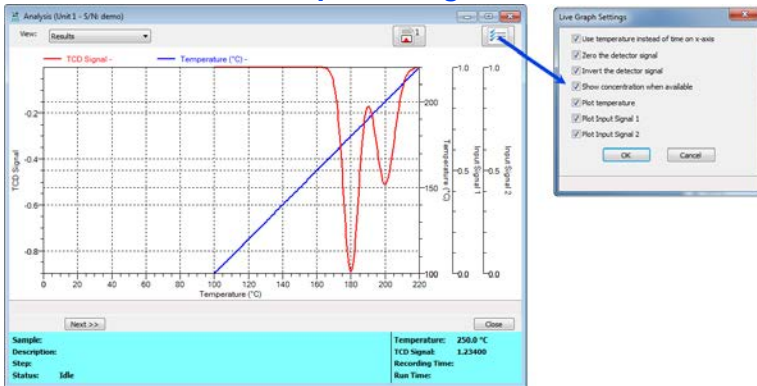 Analysis (Unit 1 - S/N: demo)
View: Results
1
TCD Signal - Temperature (°C) -
-0.2
-0.4
-0.6
-0.8
TCD Signal
0 20 40 60 80 100 120 140 160 180 200 220
Temperature (°C)
200
150
100
Temperature (°C)
1.0
0.5
0.0
Input Signal 1
1.0
0.5
0.0
Input Signal 2
Next >>
Close
Sample:
Description:
Step:
Status: Idle
Temperature: 250.0 °C
TCD Signal: 1.23400
Recording Time:
Run Time:
Live Graph Settings
Use temperature instead of time on x-axis
Zero the detector signal
Invert the detector signal
Show concentration when available
Plot temperature
Plot Input Signal 1
Plot Input Signal 2
OK
Cancel